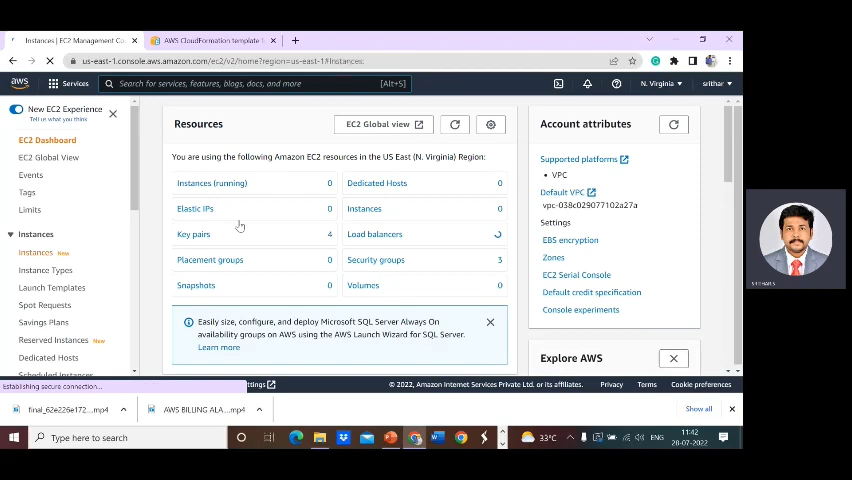 Instances | EC2 Management Co
AWS CloudFormation template
us-east-1.console.aws.amazon.com/ec2/v2/home?region=us-east-1#Instances:
aws Services Search for services, features, blogs, docs, and more [Alt+S] N. Virginia srithar
New EC2 Experience
Tell us what you think
EC2 Dashboard
EC2 Global View
Events
Tags
Limits
Instances
Instances New
Instance Types
Launch Templates
Spot Requests
Savings Plans
Reserved Instances New
Dedicated Hosts
Scheduled Instances
Resources
EC2 Global view
You are using the following Amazon EC2 resources in the US East (N. Virginia) Region:
Instances (running) 0 Dedicated Hosts 0
Elastic IPs 0 Instances 0
Key pairs 4 Load balancers
Placement groups 0 Security groups 3
Snapshots 0 Volumes 0
Easily size, configure, and deploy Microsoft SQL Server Always On
availability groups on AWS using the AWS Launch Wizard for SQL Server.
Learn more
Account attributes
Supported platforms
• VPC
Default VPC
vpc-038c029077102a27a
Settings
EBS encryption
Zones
EC2 Serial Console
Default credit specification
Console experiments
Explore AWS
SRIDHAR S
Establishing secure connection...
ettings © 2022, Amazon Internet Services Private Ltd. or its affiliates. Privacy Terms Cookie preferences
final_62e226e172....mp4 AWS BILLING ALA....mp4 Show all
Type here to search 33°C ENG 11:42
28-07-2022